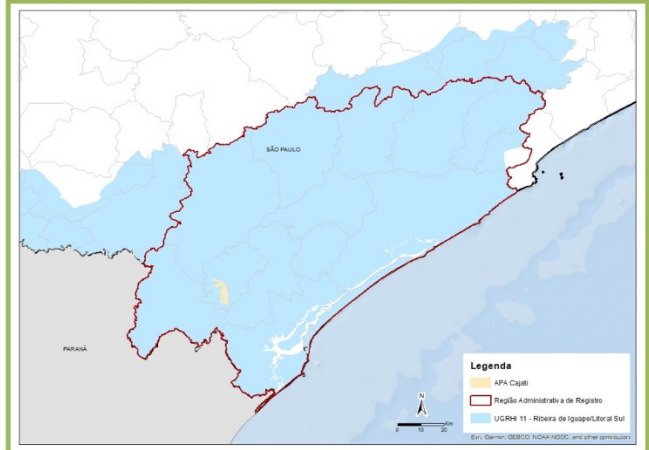 SÃO PAULO
PARANÁ
Legenda
APA Cajati
Região Administrativa de Registro
UGRHI 11 - Ribeira de Iguape/Litoral Sul
N
0 10 20 km
Esri, Garmin, GEBCO, NOAA NGDC, and other contributors